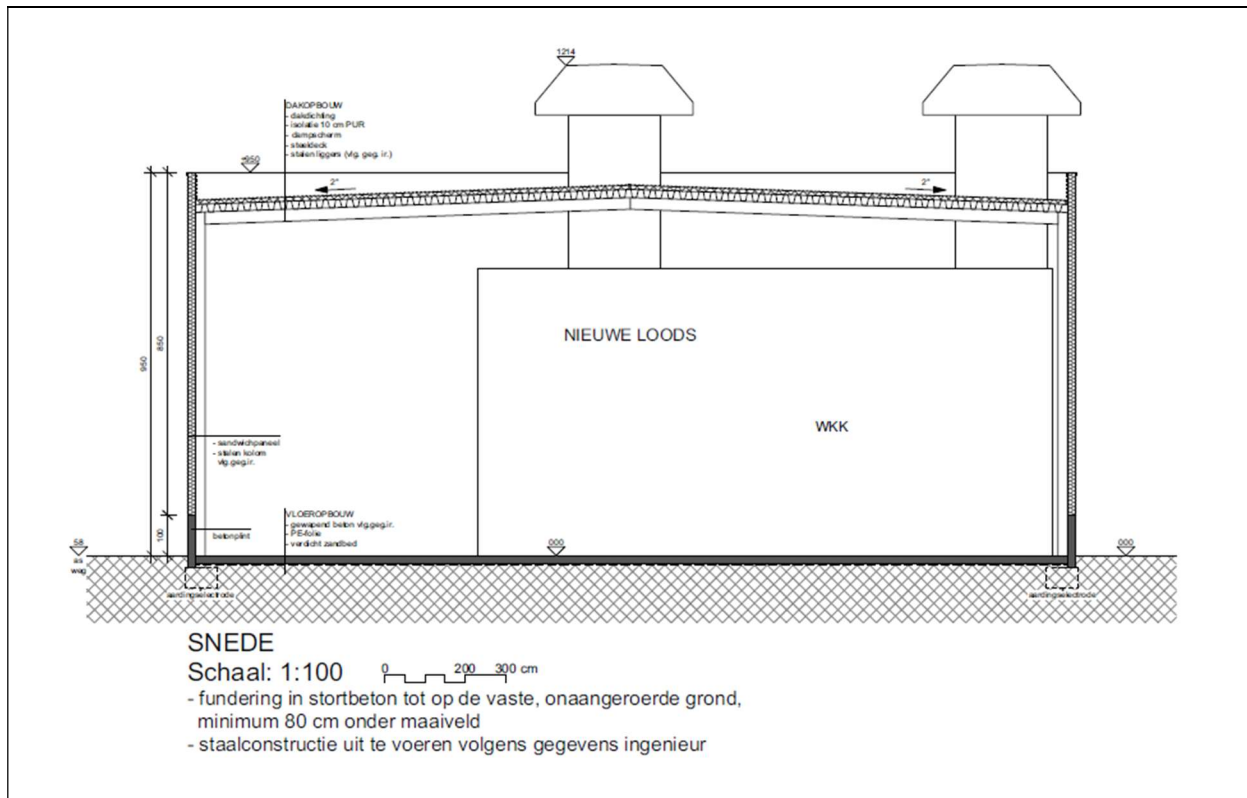 1214
DAKOPBOUW
- dakdichting
- isolatie 10 cm PUR
- dampscherm
- steeldeck
- stalen liggers (vlg. geg. ir.)
+950
2°
2°
950
850
NIEUWE LOODS
WKK
- sandwichpaneel
- stalen kolom
vlg.geg.ir.
100
betonplint
VLOEROPBOUW
- gewapend beton vlg.geg.ir.
- PE-folie
- verdicht zandbed
58
as
weg
000
000
aardingselectrode
aardingselectrode
SNEDE
Schaal: 1:100
0 200 300 cm
- fundering in stortbeton tot op de vaste, onaangeroerde grond,
minimum 80 cm onder maaiveld
- staalconstructie uit te voeren volgens gegevens ingenieur